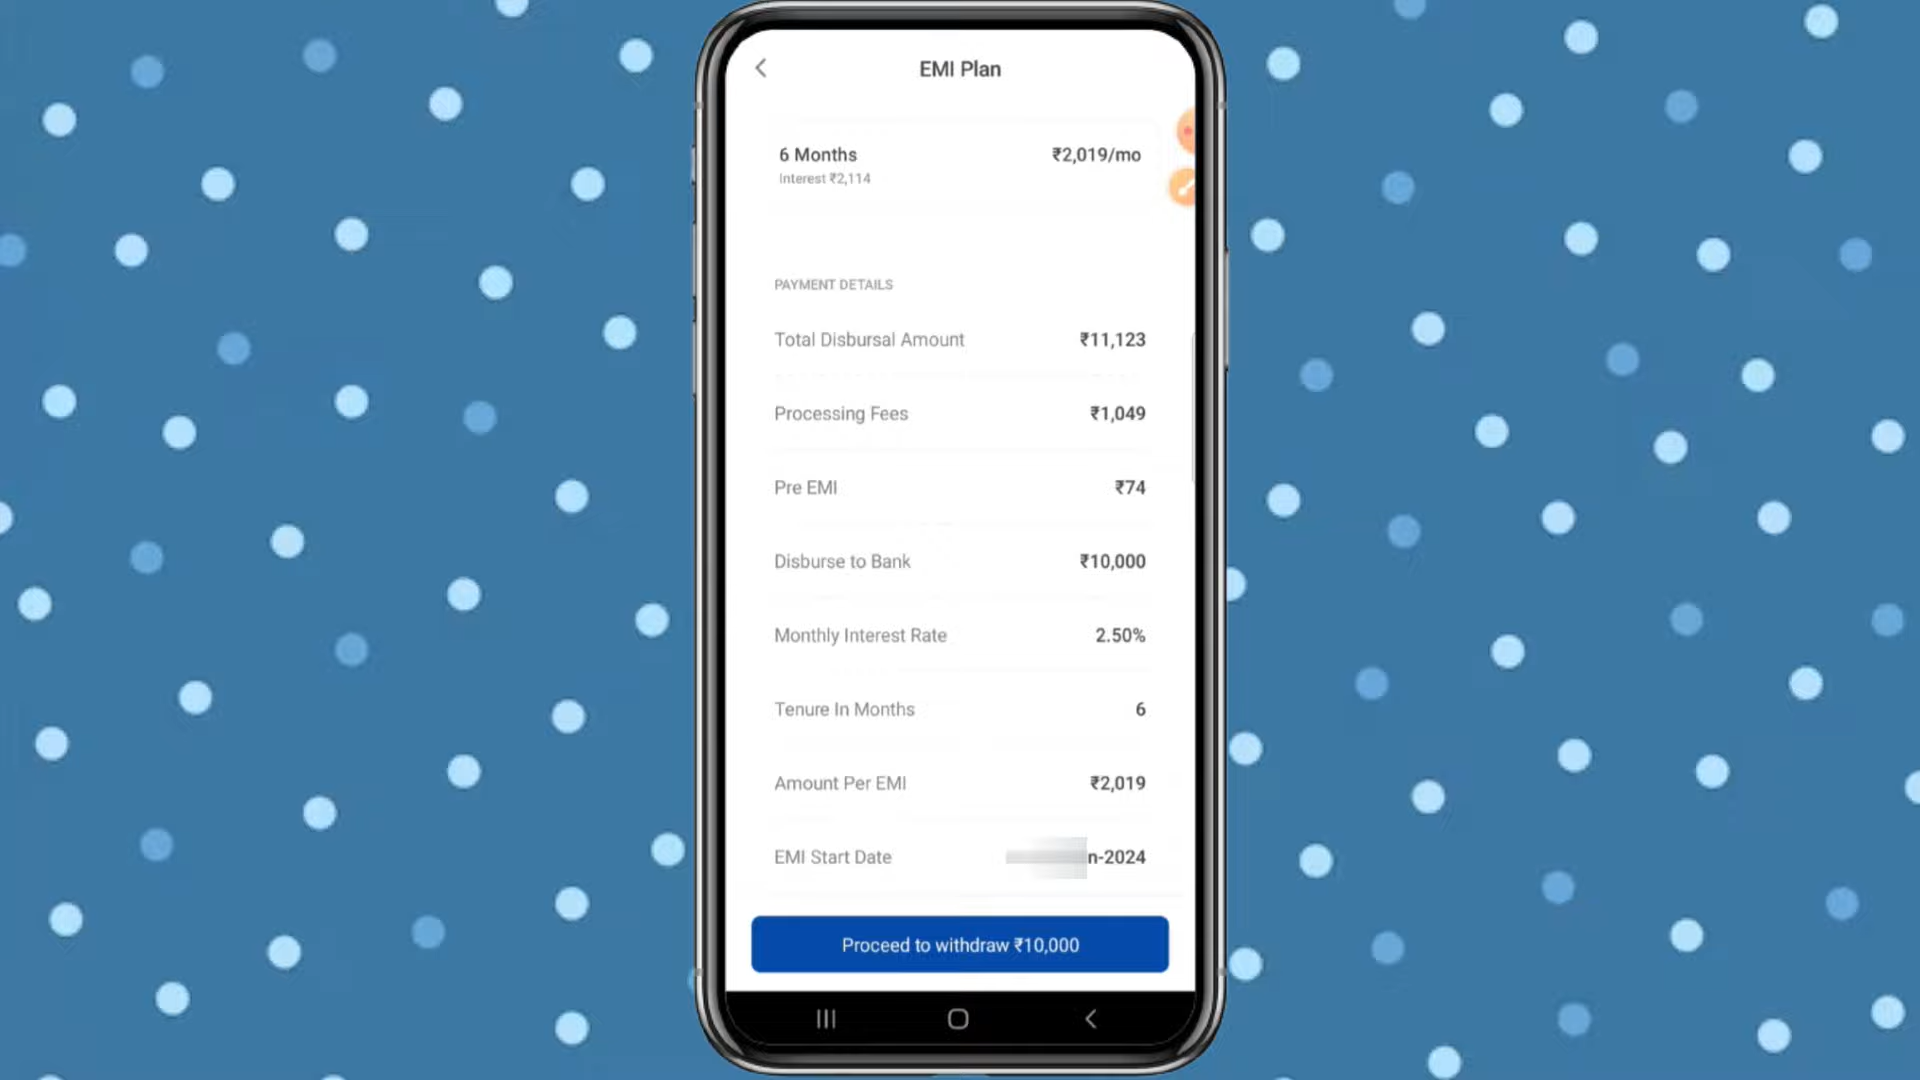 EMI Plan
6 Months ₹2,019/mo
Interest ₹2,114
PAYMENT DETAILS
Total Disbursal Amount ₹11,123
Processing Fees ₹1,049
Pre EMI ₹74
Disburse to Bank ₹10,000
Monthly Interest Rate 2.50%
Tenure In Months 6
Amount Per EMI ₹2,019
EMI Start Date n-2024
Proceed to withdraw ₹10,000